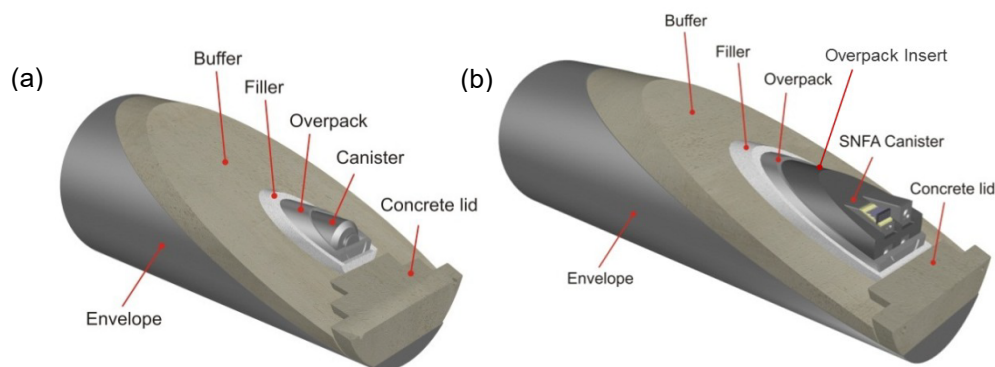 (a)
Buffer
Filler
Overpack
Canister
Concrete lid
Envelope
(b)
Buffer
Filler
Overpack
Overpack Insert
SNFA Canister
Concrete lid
Envelope